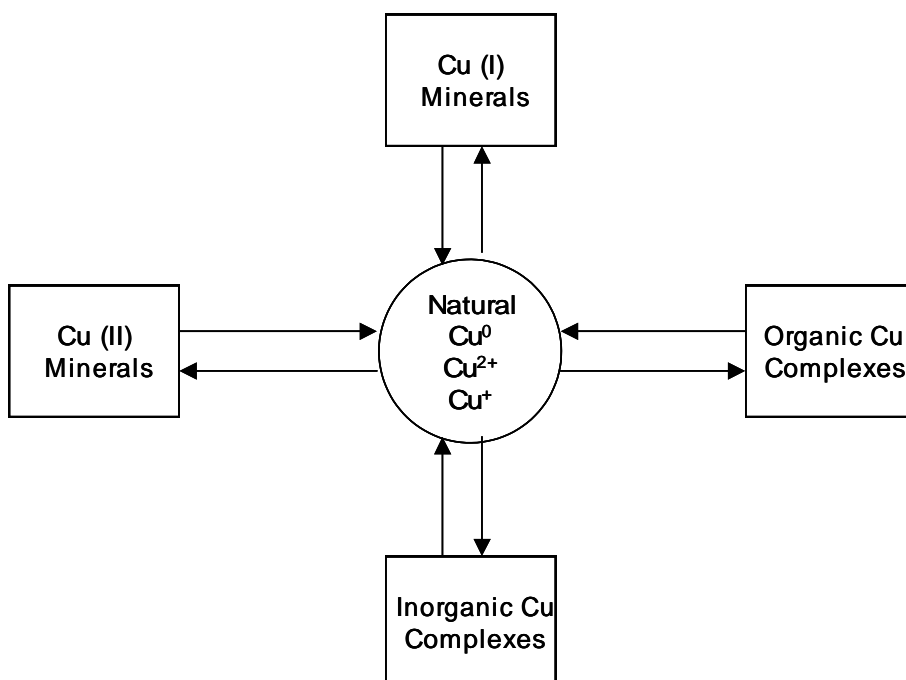 Cu (I)
Minerals
Natural
Cu⁰
Cu²⁺
Cu⁺
Cu (II)
Minerals
Organic Cu
Complexes
Inorganic Cu
Complexes